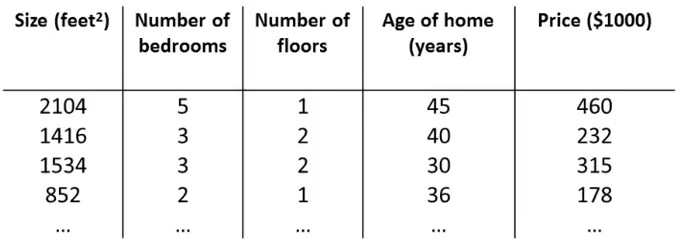 Size (feet²) Number of bedrooms Number of floors Age of home (years) Price ($1000)
2104 5 1 45 460
1416 3 2 40 232
1534 3 2 30 315
852 2 1 36 178
... ... ... ... ...